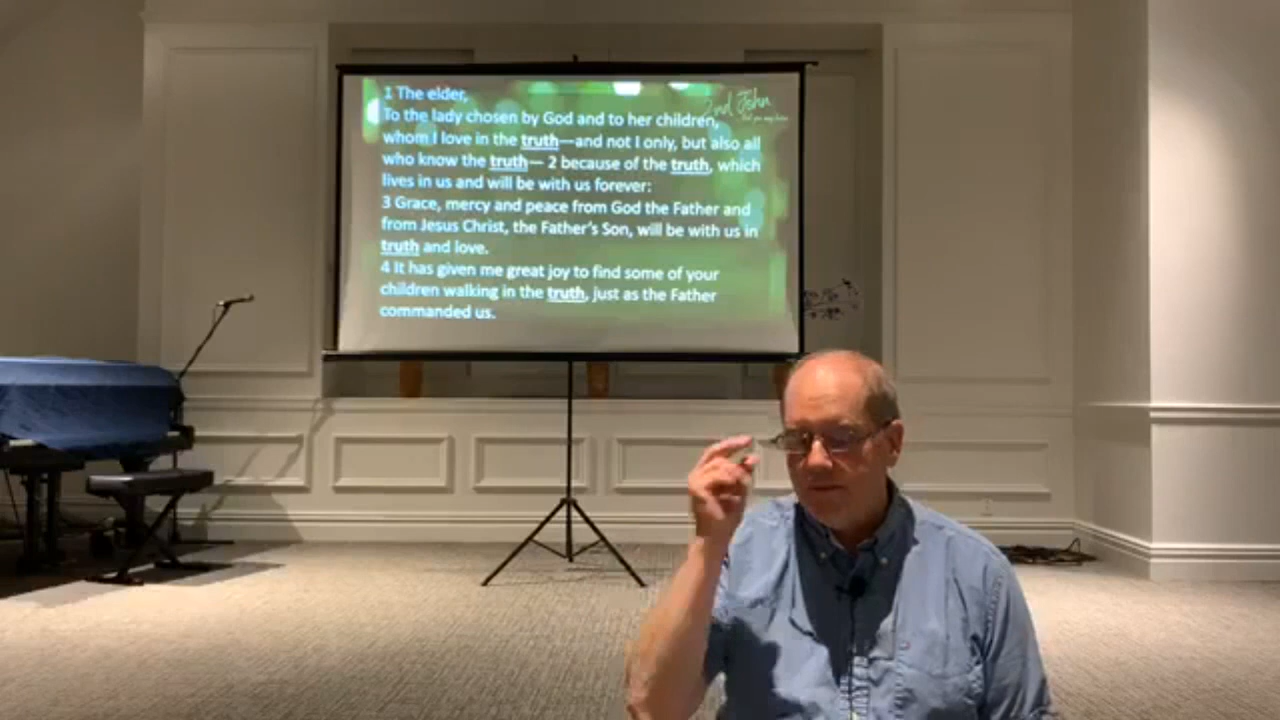 1 The elder,
To the lady chosen by God and to her children,
whom I love in the truth—and not I only, but also all
who know the truth— 2 because of the truth, which
lives in us and will be with us forever:
3 Grace, mercy and peace from God the Father and
from Jesus Christ, the Father’s Son, will be with us in
truth and love.
4 It has given me great joy to find some of your
children walking in the truth, just as the Father
commanded us.
2nd John